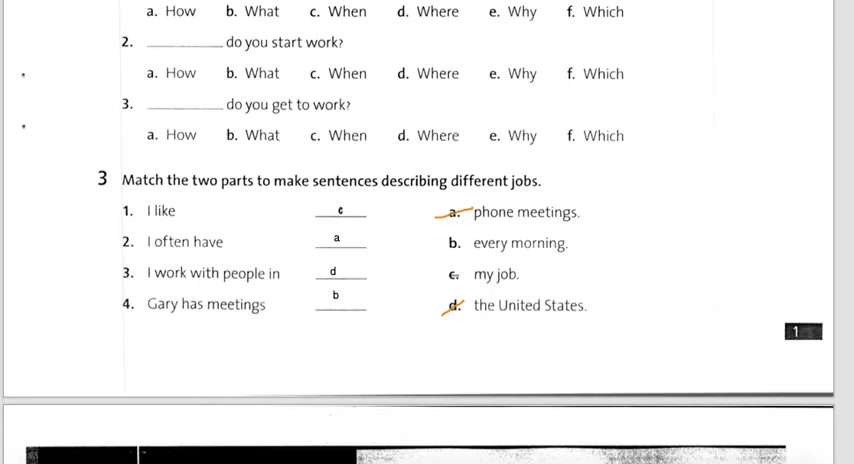 a. How b. What c. When d. Where e. Why f. Which
2. ________ do you start work?
a. How b. What c. When d. Where e. Why f. Which
3. ________ do you get to work?
a. How b. What c. When d. Where e. Why f. Which
3 Match the two parts to make sentences describing different jobs.
1. I like c a. phone meetings.
2. I often have a b. every morning.
3. I work with people in d c. my job.
4. Gary has meetings b d. the United States.
1